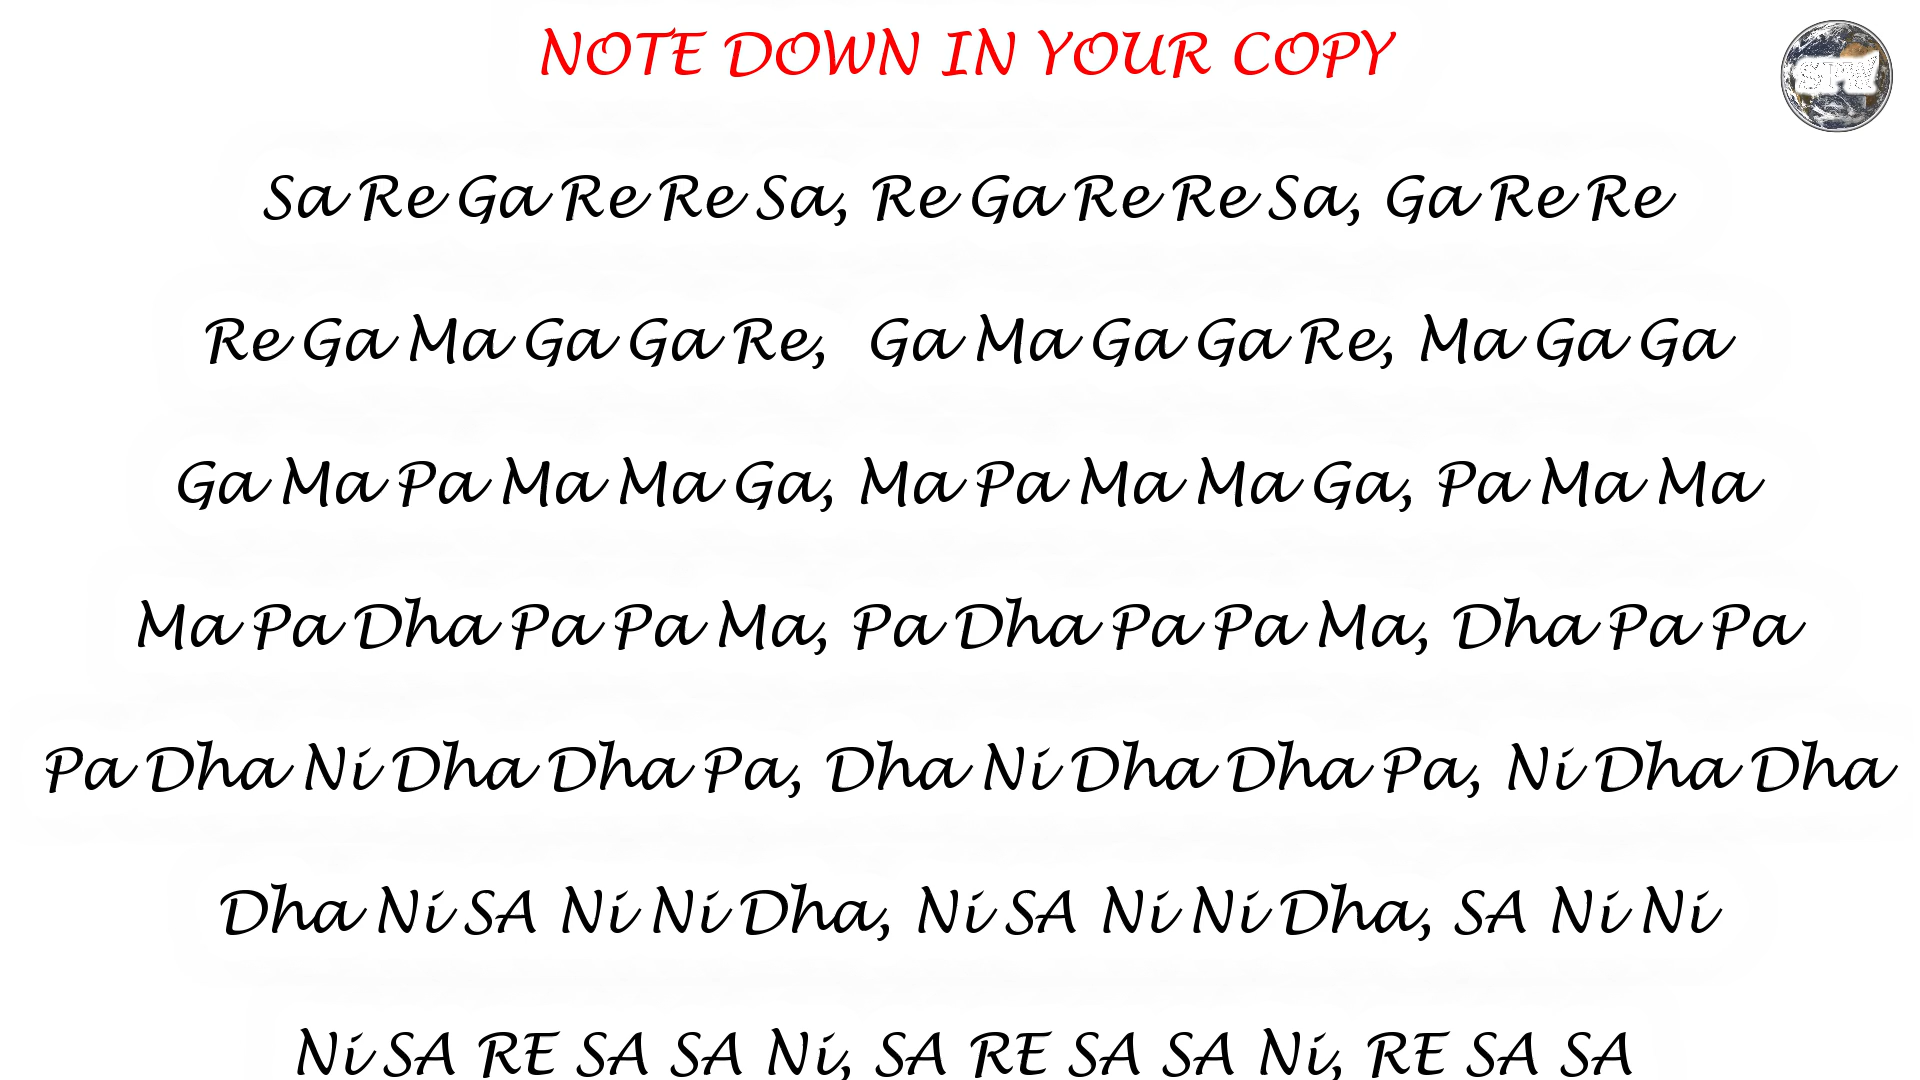 NOTE DOWN IN YOUR COPY
SFW
Sa Re Ga Re Re Sa, Re Ga Re Re Sa, Ga Re Re
Re Ga Ma Ga Ga Re, Ga Ma Ga Ga Re, Ma Ga Ga
Ga Ma Pa Ma Ma Ga, Ma Pa Ma Ma Ga, Pa Ma Ma
Ma Pa Dha Pa Pa Ma, Pa Dha Pa Pa Ma, Dha Pa Pa
Pa Dha Ni Dha Dha Pa, Dha Ni Dha Dha Pa, Ni Dha Dha
Dha Ni SA Ni Ni Dha, Ni SA Ni Ni Dha, SA Ni Ni
Ni SA RE SA SA Ni, SA RE SA SA Ni, RE SA SA